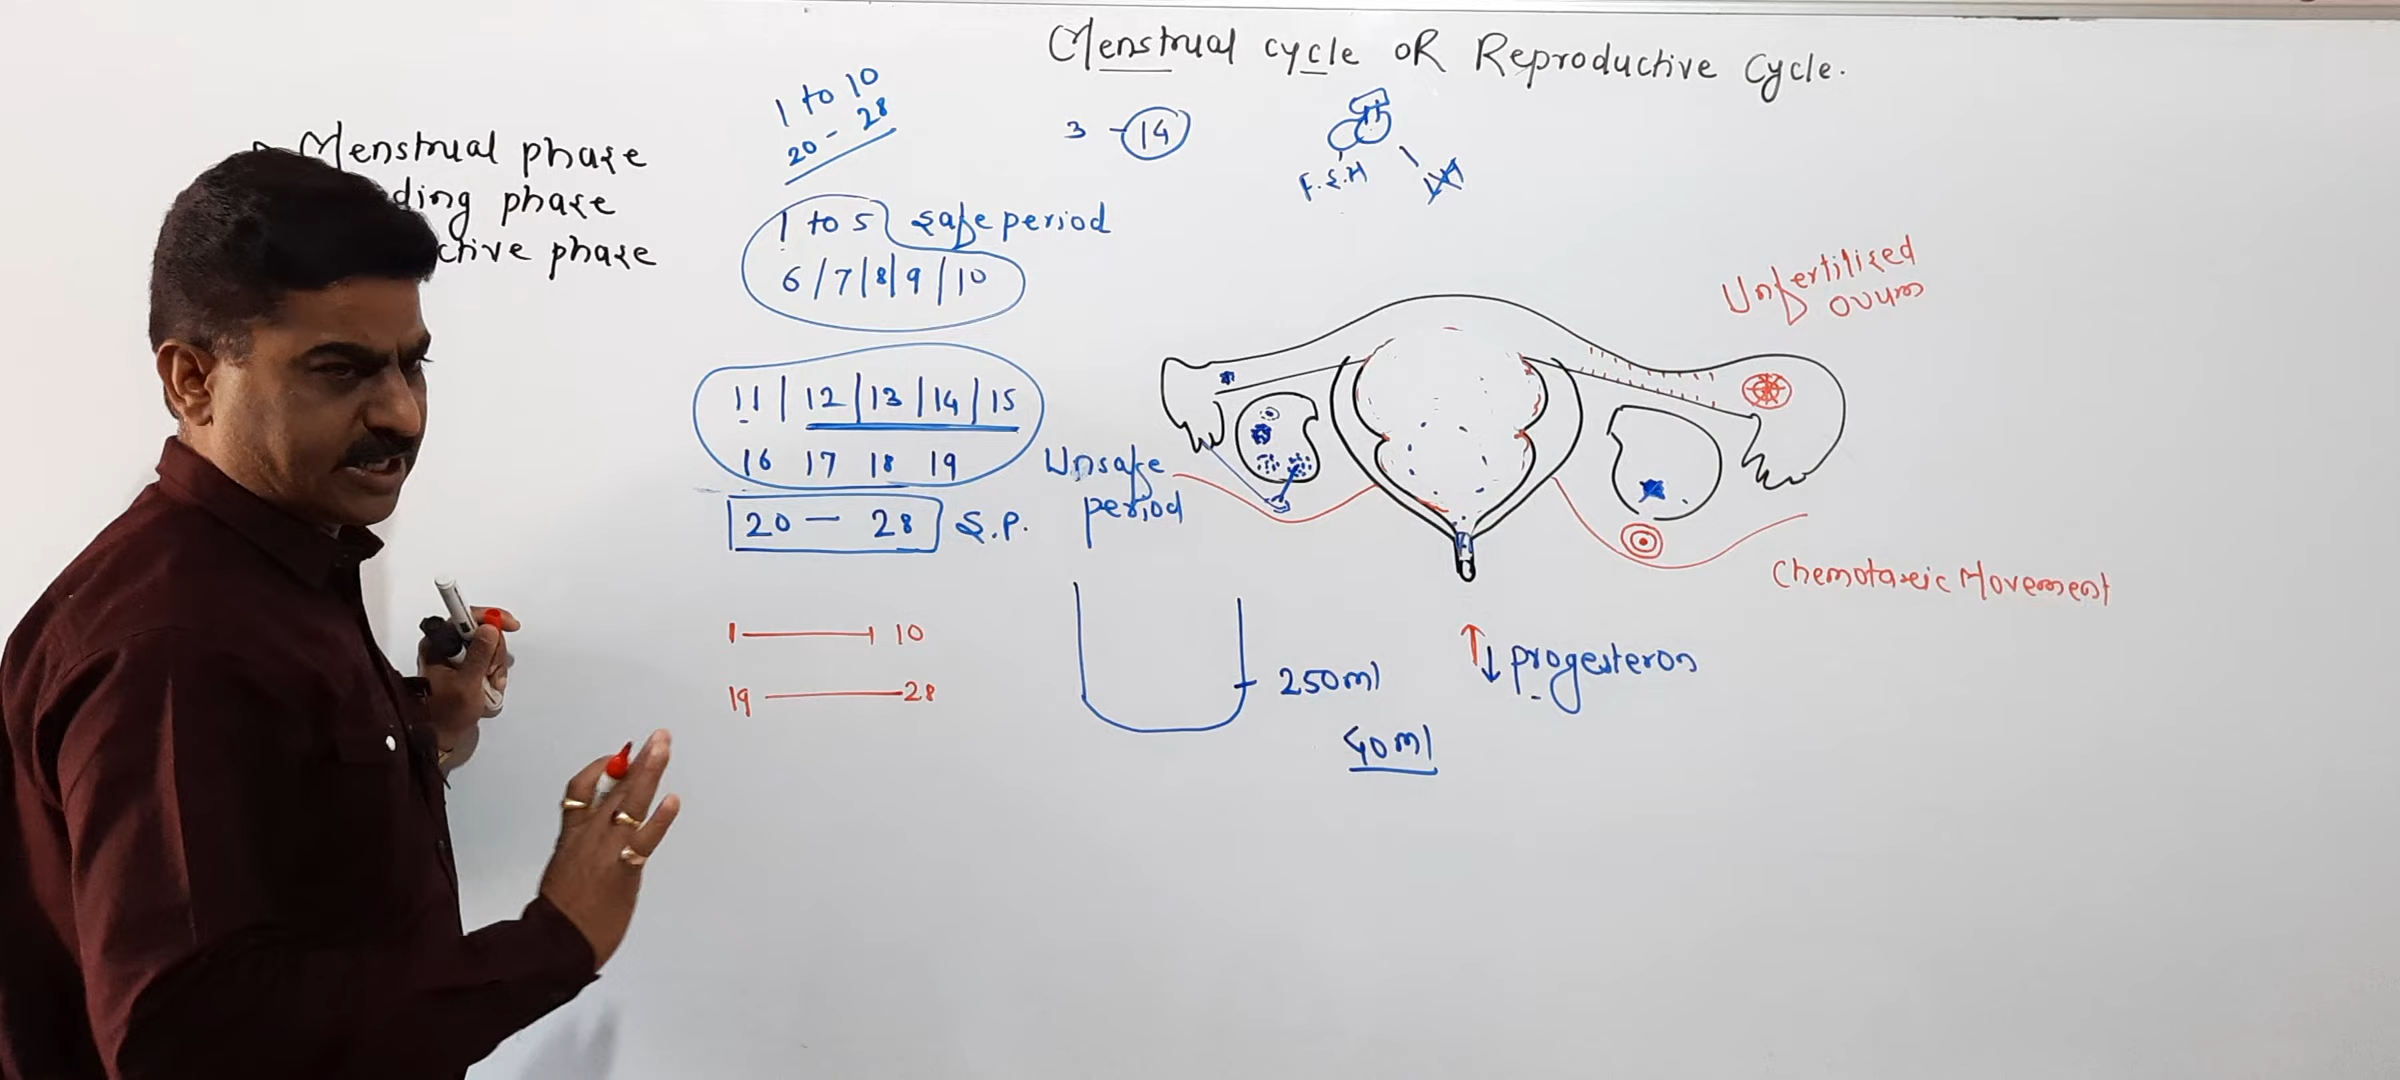 Menstrual cycle OR Reproductive Cycle.
Menstrual phase
ding phase
ctive phase
1 to 10
20 - 28
3 - 14
F.S.H
1 to 5 safe period
6 / 7 / 8 / 9 / 10
11 | 12 | 13 | 14 | 15
16 17 18 19
Unsafe
period
20 — 28 S.P.
1 — 10
19 — 28
Unfertilised
ovum
Chemotaxeic Movement
250ml
40ml
↑↓ progesteron